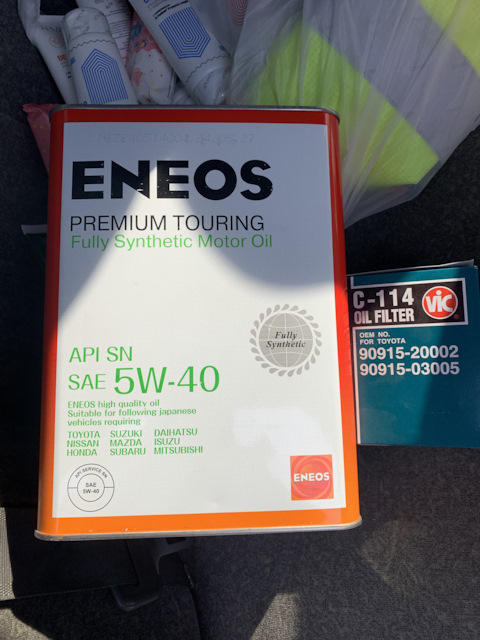 ENEOS
PREMIUM TOURING
Fully Synthetic Motor Oil
Fully
Synthetic
API SN
SAE 5W-40
ENEOS high quality oil
Suitable for following japanese
vehicles requiring
TOYOTA SUZUKI DAIHATSU
NISSAN MAZDA ISUZU
HONDA SUBARU MITSUBISHI
API SERVICE SN
SAE
5W-40
ENEOS
C-114
OIL FILTER
VIC
OEM NO.
FOR TOYOTA
90915-20002
90915-03005